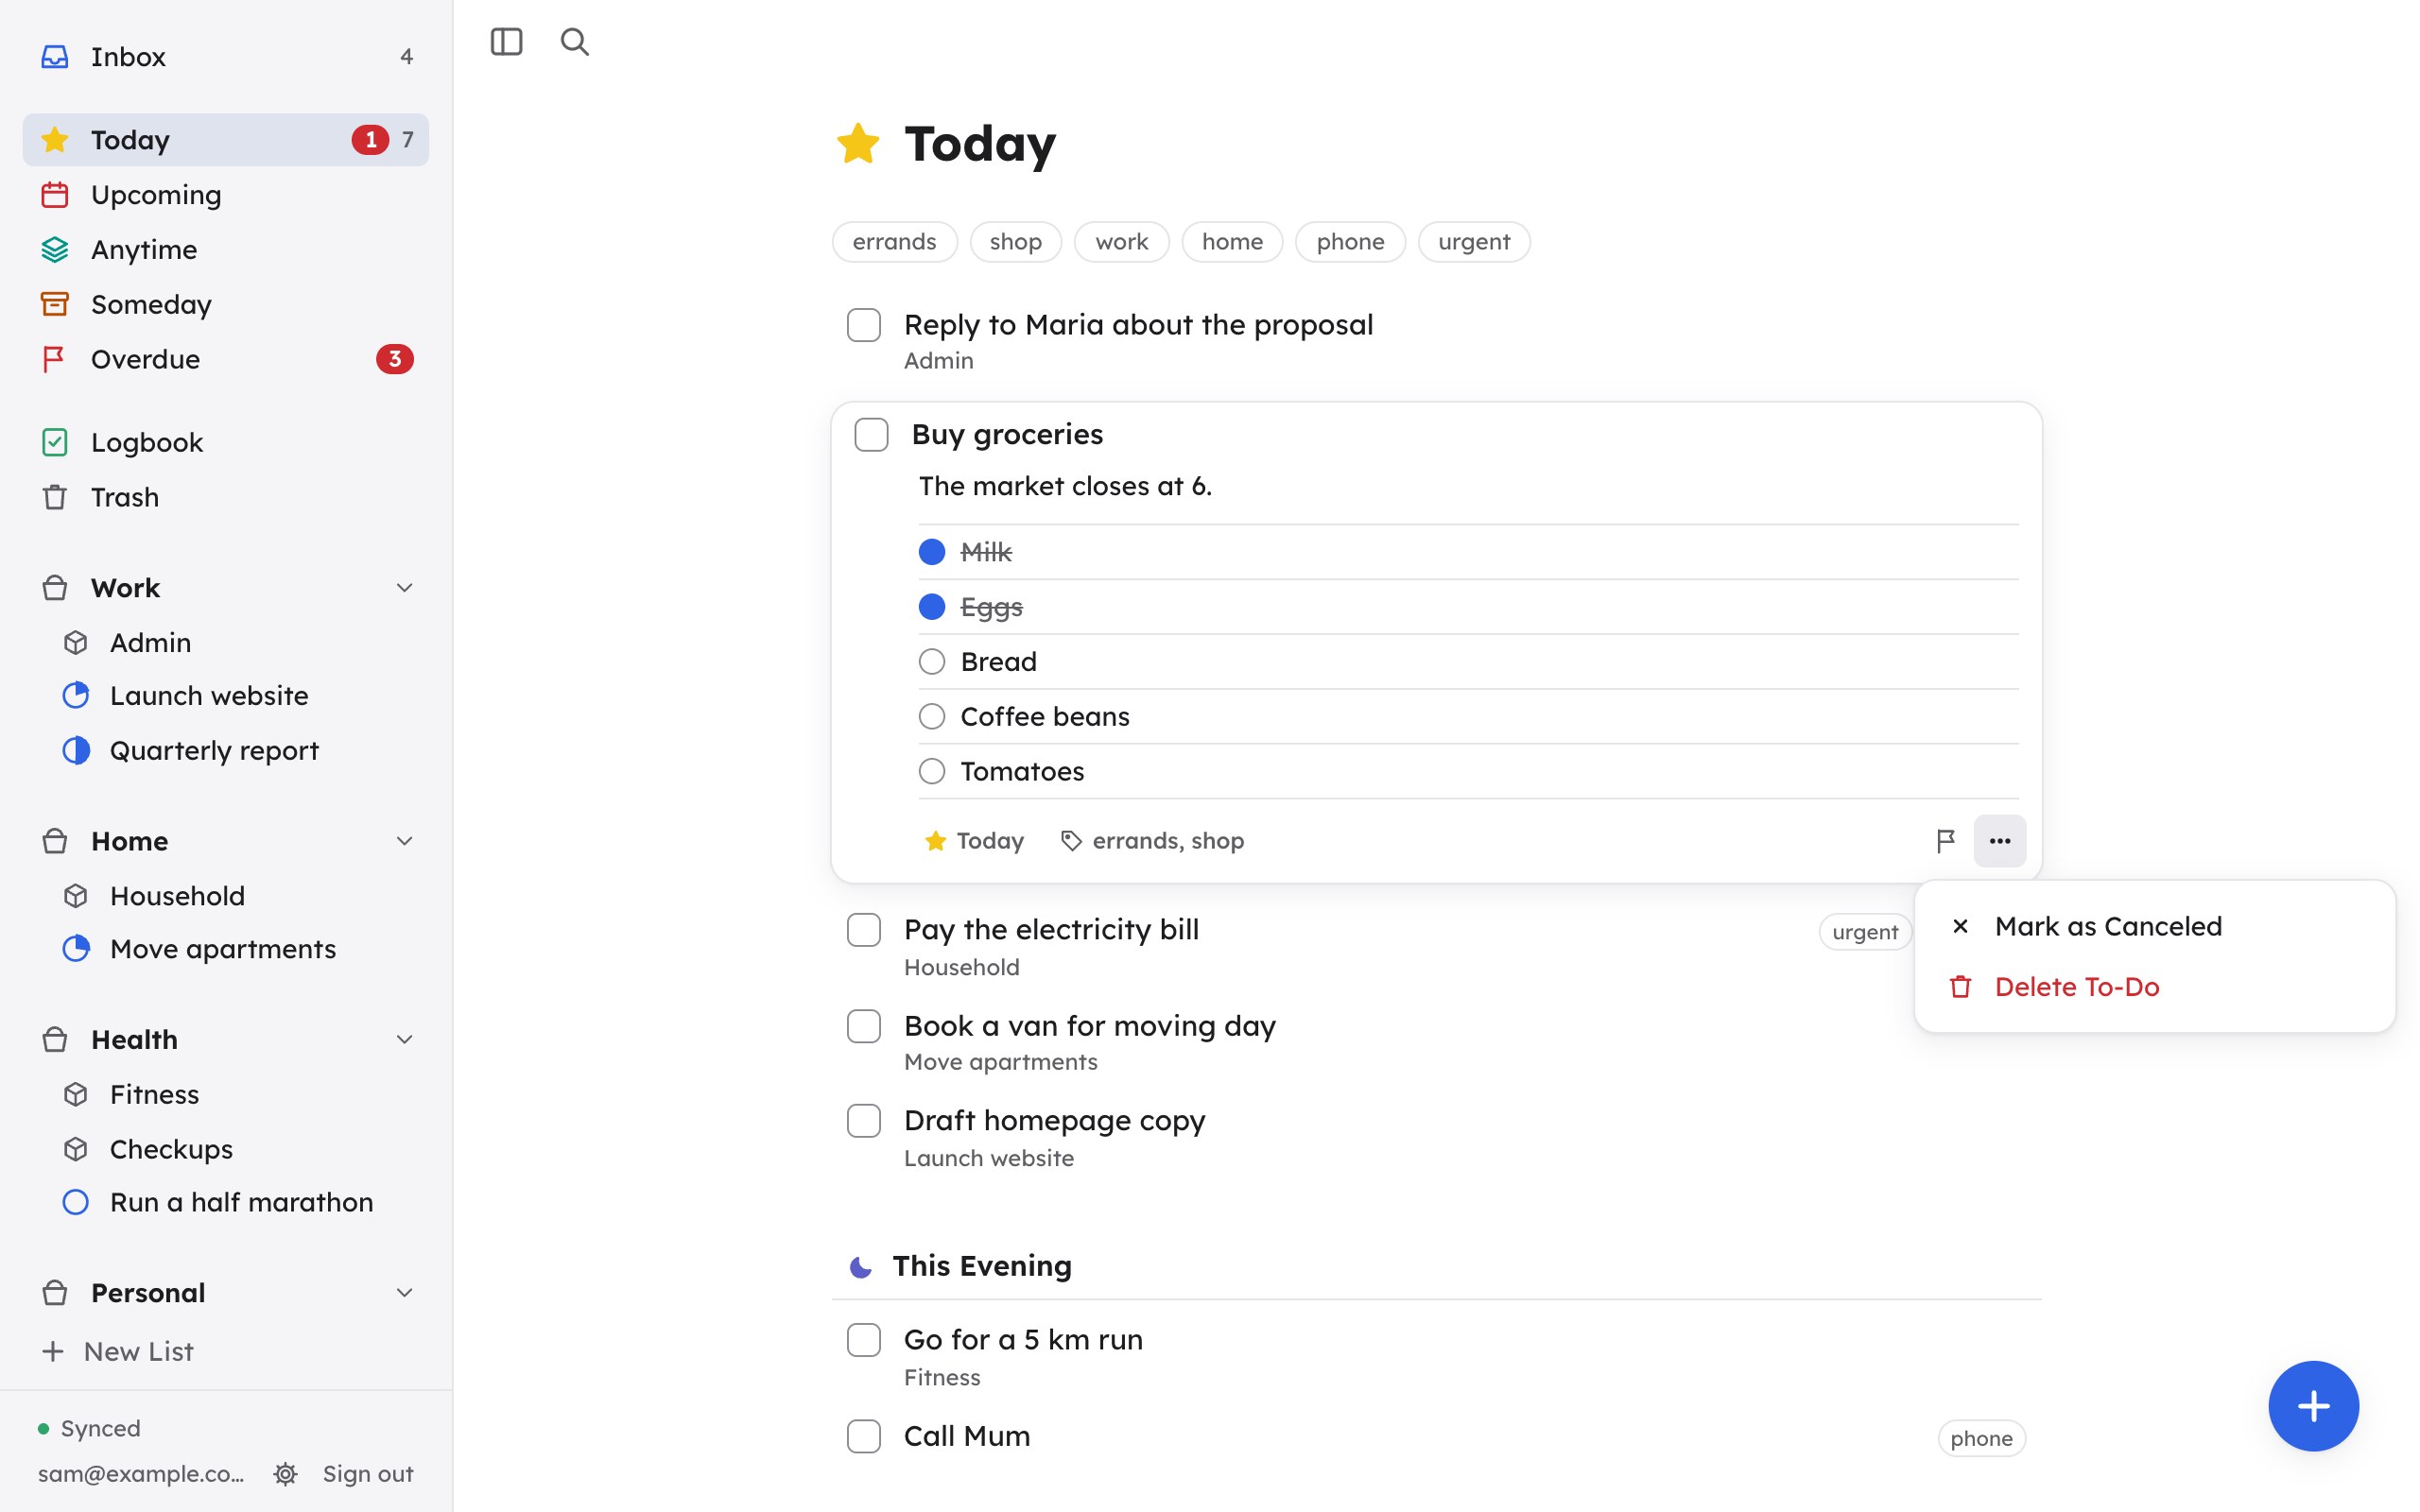 Inbox 4
Today 1 7
Upcoming
Anytime
Someday
Overdue 3
Logbook
Trash
Work
Admin
Launch website
Quarterly report
Home
Household
Move apartments
Health
Fitness
Checkups
Run a half marathon
Personal
New List
Synced
sam@example.co... Sign out
Today
errands shop work home phone urgent
Reply to Maria about the proposal
Admin
Buy groceries
The market closes at 6.
Milk
Eggs
Bread
Coffee beans
Tomatoes
Today errands, shop
Mark as Canceled
Delete To-Do
Pay the electricity bill urgent
Household
Book a van for moving day
Move apartments
Draft homepage copy
Launch website
This Evening
Go for a 5 km run
Fitness
Call Mum phone